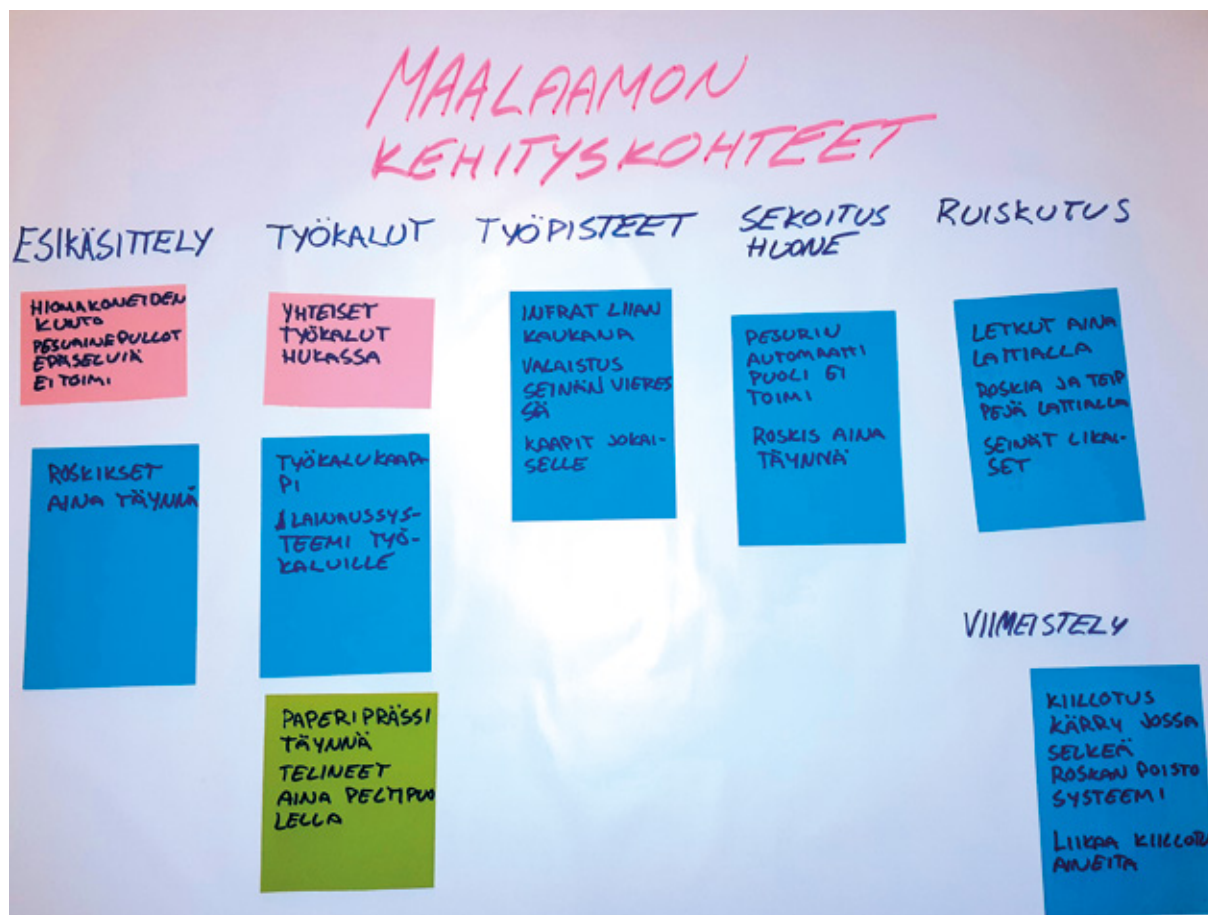 MAALAAMON
KEHITYSKOHTEET
ESIKÄSITTELY
HIOMAKONEIDEN
KUNTO
PESUAINEPULLOT
EPÄSELVIÄ
EI TOIMI
ROSKIKSET
AINA TÄYNNÄ
TYÖKALUT
YHTEISET
TYÖKALUT
HUKASSA
TYÖKALUKAAP-
PI
LAINAUSSYS-
TEEMI TYÖ-
KALUILLE
PAPERIPRÄSSI
TÄYNNÄ
TELINEET
AINA PELTIPUO
LELLA
TYÖPISTEET
INFRAT LIIAN
KAUKANA
VALAISTUS
SEINÄN VIERES
SÄ
KAAPIT JOKAI-
SELLE
SEKOITUS
HUONE
PESURIN
AUTOMAATTI
PUOLI EI
TOIMI
ROSKIS AINA
TÄYNNÄ
RUISKUTUS
LETKUT AINA
LATTIALLA
ROSKIA JA TEIP
PEJÄ LATTIALLA
SEINÄT LIKAI-
SET
VIIMEISTELY
KIILLOTUS
KÄRRY JOSSA
SELKEÄ
ROSKAN POISTO
SYSTEEMI
LIIKAA KIILLOTU
AINEITA